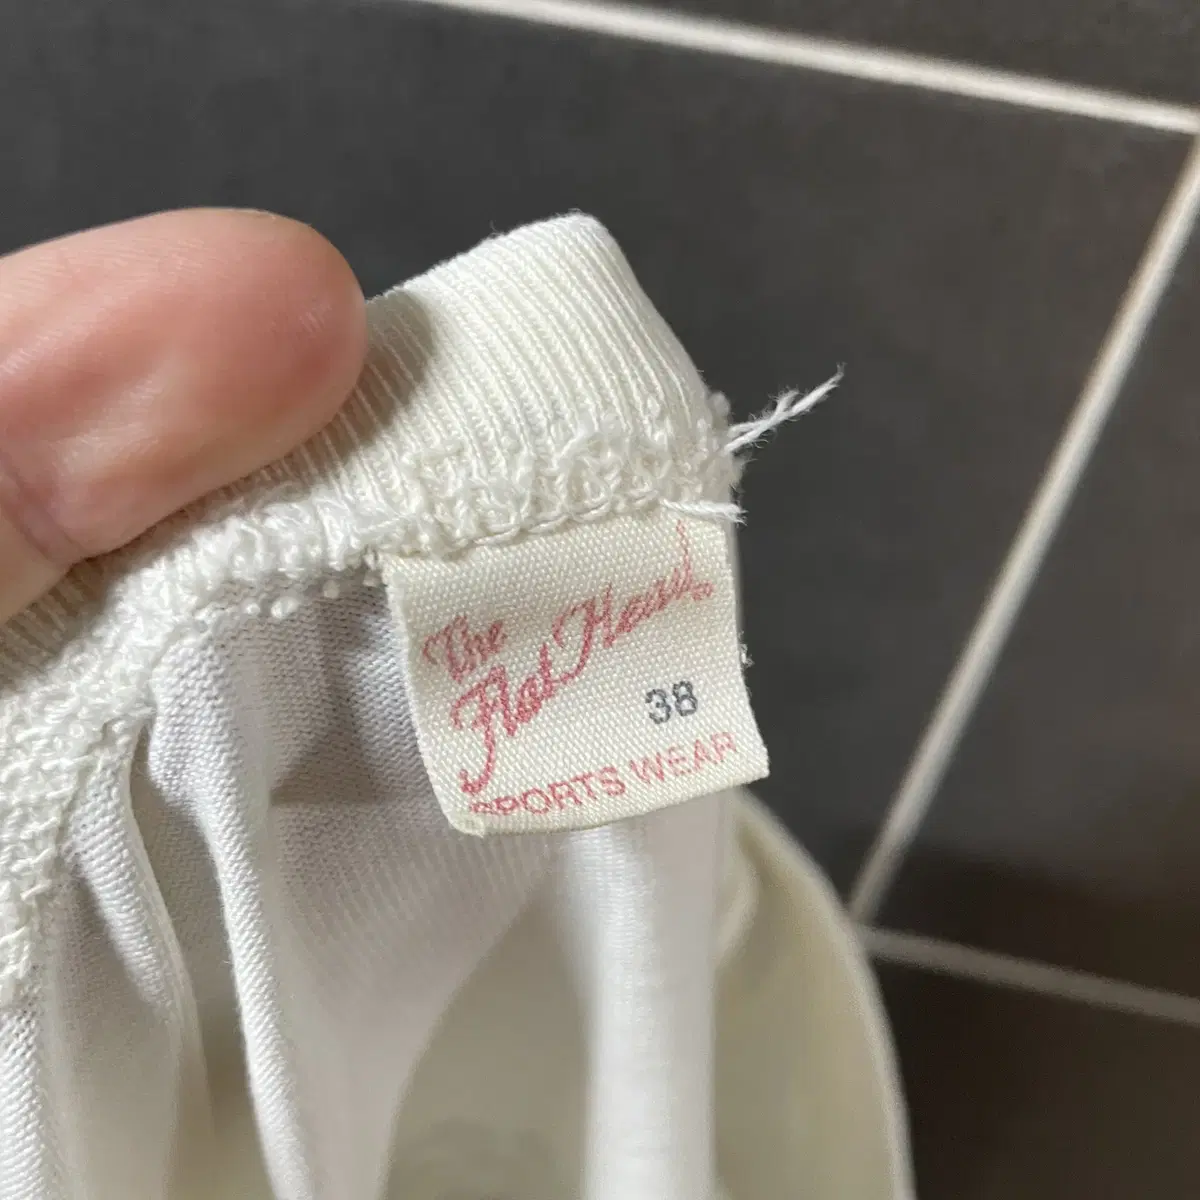 The
Flat Head
38
SPORTS WEAR